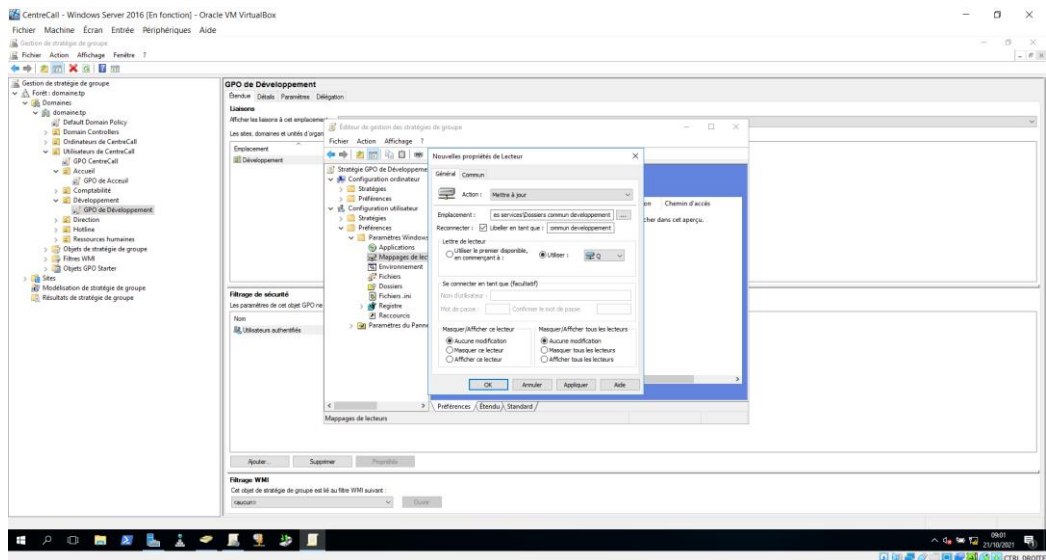 CentreCall - Windows Server 2016 [En fonction] - Oracle VM VirtualBox
Fichier Machine Écran Entrée Périphériques Aide
Gestion de stratégie de groupe
Fichier Action Affichage Fenêtre ?
Gestion de stratégie de groupe
Forêt : domaine.tp
Domaines
domaine.tp
Default Domain Policy
Domain Controllers
Ordinateurs de CentreCall
Utilisateurs de CentreCall
GPO CentreCall
Accueil
GPO de Acceuil
Comptabilité
Développement
GPO de Développement
Direction
Hotline
Ressources humaines
Objets de stratégie de groupe
Filtres WMI
Objets GPO Starter
Sites
Modélisation de stratégie de groupe
Résultats de stratégie de groupe
GPO de Développement
Étendue Détails Paramètres Délégation
Liaisons
Afficher les liaisons à cet emplacement
Les sites, domaines et unités d'organ
Emplacement
Développement
Filtrage de sécurité
Les paramètres de cet objet GPO ne
Nom
Utilisateurs authentifiés
Ajouter... Supprimer Propriétés
Filtrage WMI
Cet objet de stratégie de groupe est lié au filtre WMI suivant :
<aucun> Ouvrir
Éditeur de gestion des stratégies de groupe
Fichier Action Affichage ?
Stratégie GPO de Développeme
Configuration ordinateur
Stratégies
Préférences
Configuration utilisateur
Stratégies
Préférences
Paramètres Windows
Applications
Mappages de lec
Environnement
Fichiers
Dossiers
Fichiers .ini
Registre
Raccourcis
Paramètres du Panne
on Chemin d'accès
cher dans cet aperçu.
Préférences Étendu Standard
Mappages de lecteurs
Nouvelles propriétés de Lecteur
Général Commun
Action : Mettre à jour
Emplacement : es services\Dossiers commun developpement ...
Reconnecter : Libeller en tant que : ommun developpement
Lettre de lecteur
Utiliser le premier disponible, en commençant à : Utiliser : Q
Se connecter en tant que (facultatif)
Nom d'utilisateur :
Mot de passe : Confirmer le mot de passe :
Masquer/Afficher ce lecteur Masquer/Afficher tous les lecteurs
Aucune modification Aucune modification
Masquer ce lecteur Masquer tous les lecteurs
Afficher ce lecteur Afficher tous les lecteurs
OK Annuler Appliquer Aide
09:01
21/10/2021
CTRL DROITE